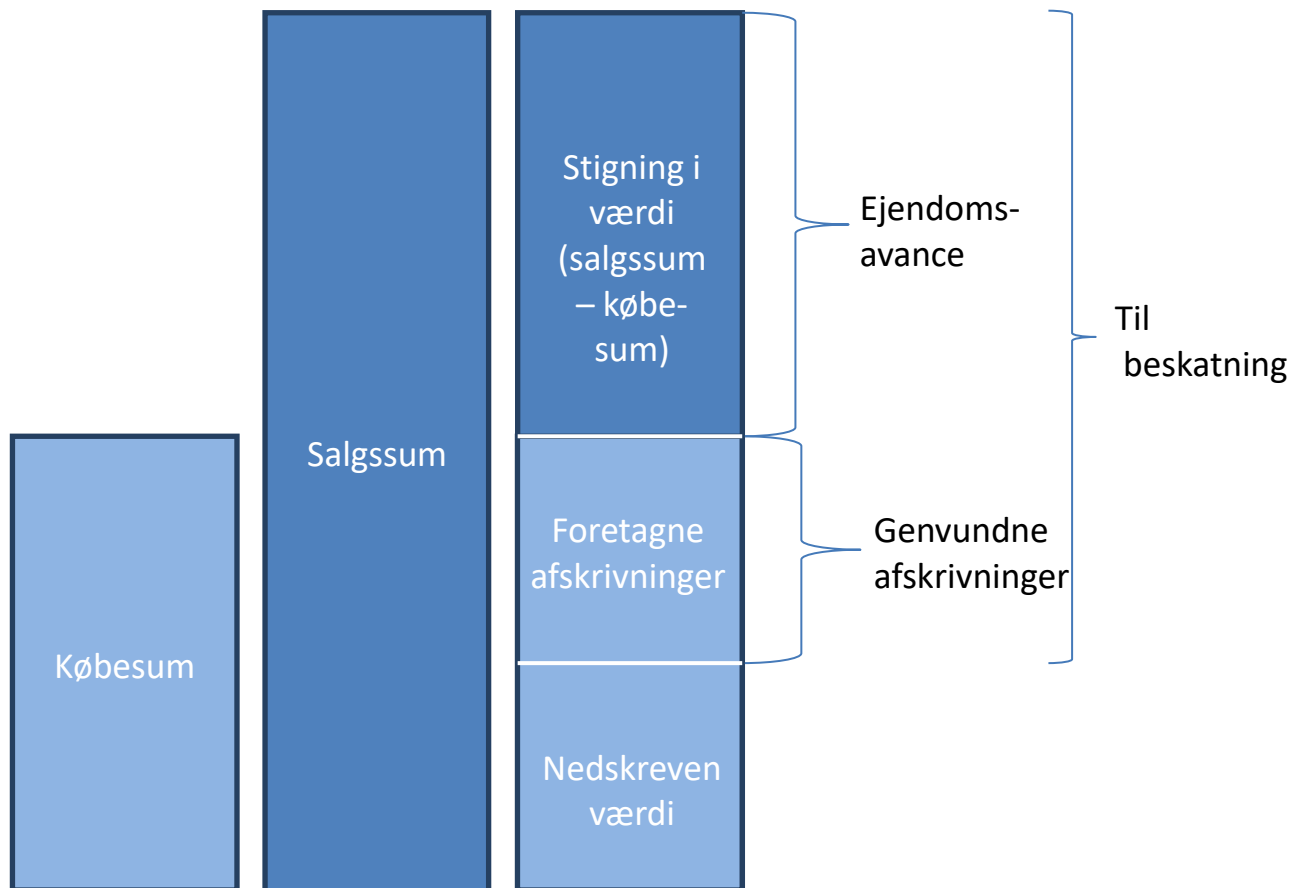 Købesum
Salgssum
Stigning i
værdi
(salgssum
– købe-
sum)
Foretagne
afskrivninger
Nedskreven
værdi
Ejendoms-
avance
Genvundne
afskrivninger
Til
beskatning